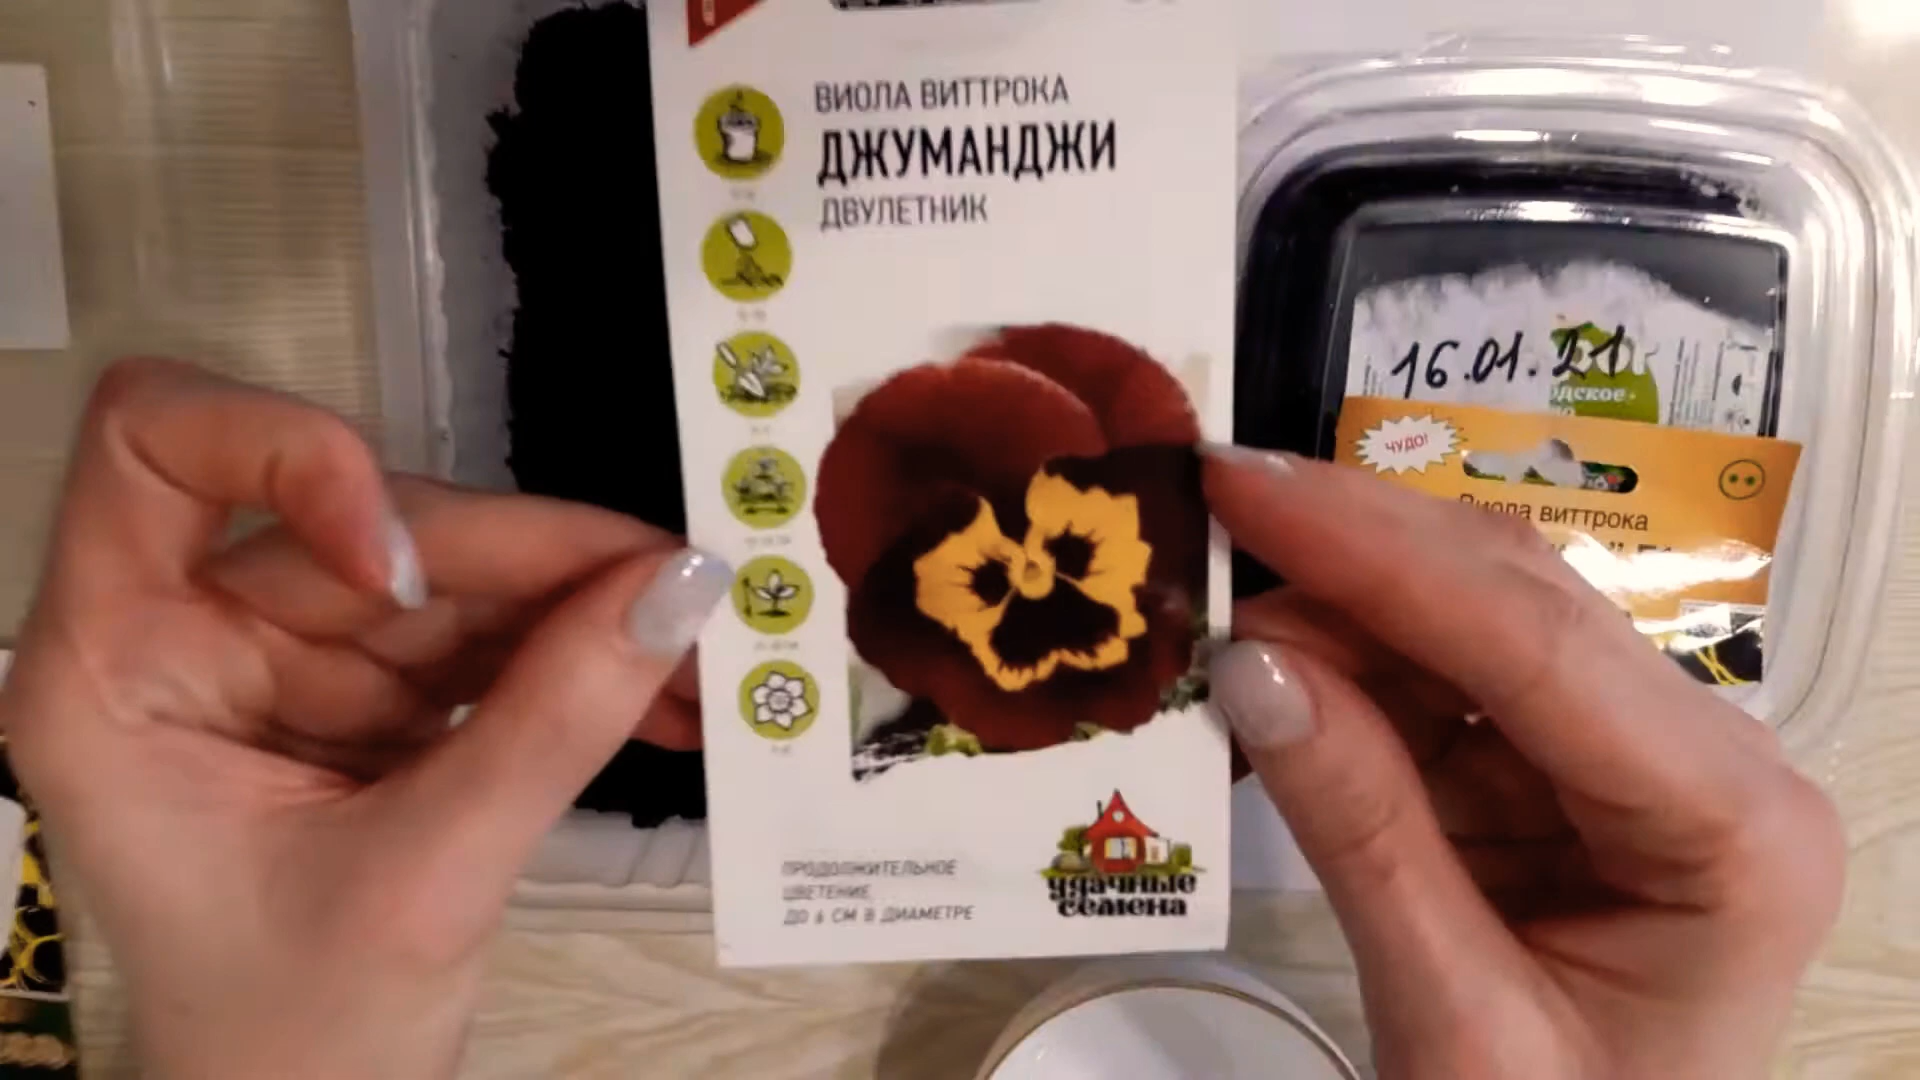 ВИОЛА ВИТТРОКА
ДЖУМАНДЖИ
ДВУЛЕТНИК
ПРОДОЛЖИТЕЛЬНОЕ
ЦВЕТЕНИЕ
ДО 6 СМ В ДИАМЕТРЕ
удачные
семена
16.01.21
ЧУДО!
Виола виттрока